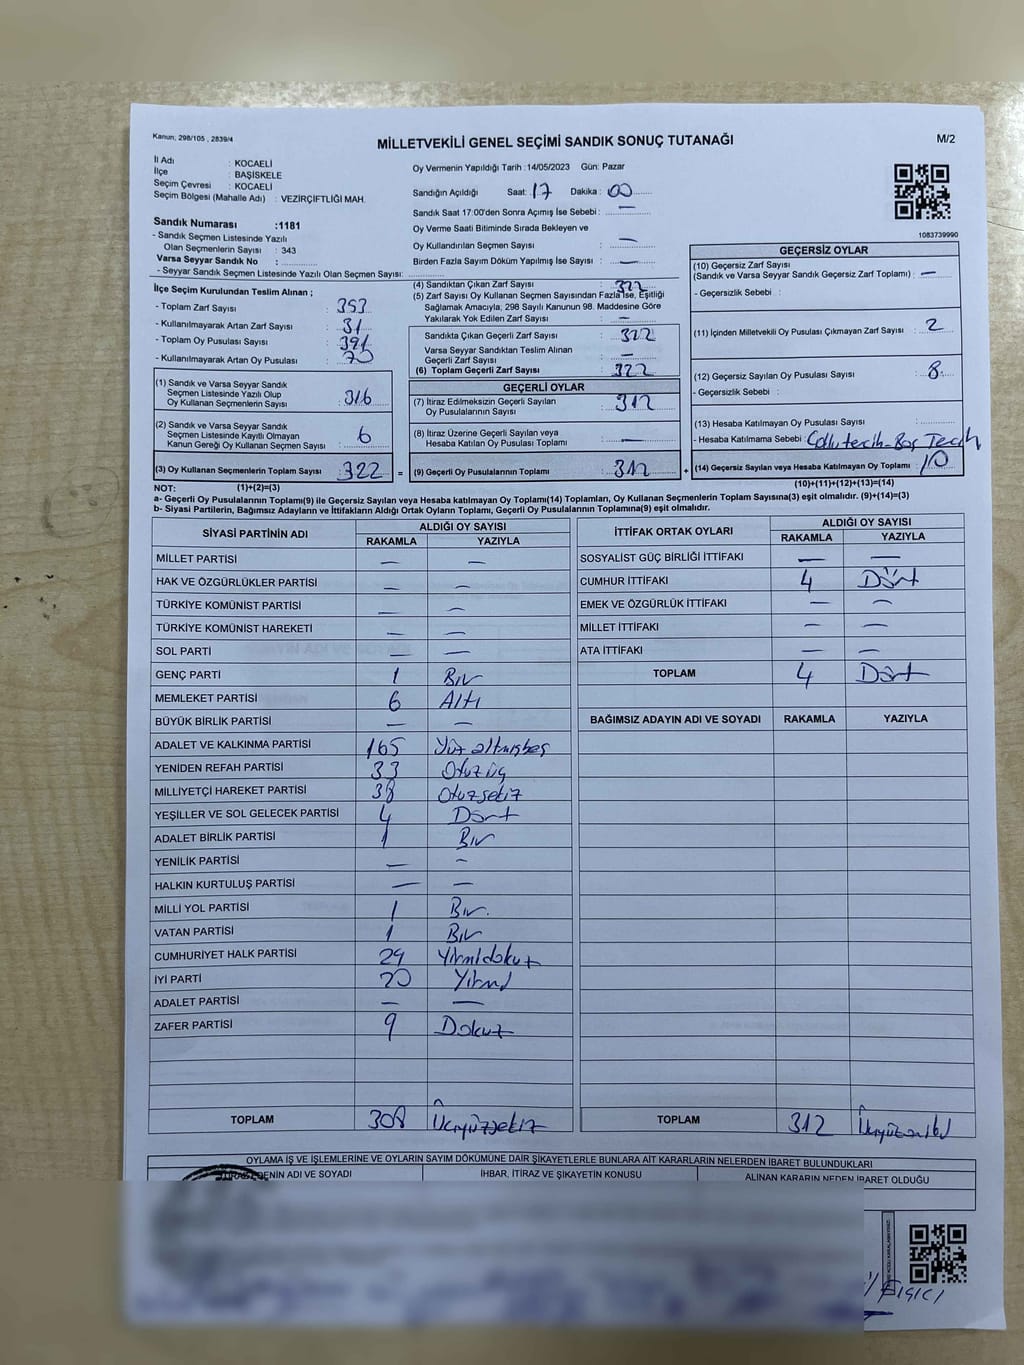 Kanun; 298/105 , 2839/4
MİLLETVEKİLİ GENEL SEÇİMİ SANDIK SONUÇ TUTANAĞI
M/2
İl Adı : KOCAELİ
İlçe : BAŞİSKELE
Seçim Çevresi : KOCAELİ
Seçim Bölgesi (Mahalle Adı) : VEZİRÇİFTLİĞİ MAH.
Sandık Numarası :1181
- Sandık Seçmen Listesinde Yazılı
Olan Seçmenlerin Sayısı : 343
Varsa Seyyar Sandık No :
- Seyyar Sandık Seçmen Listesinde Yazılı Olan Seçmen Sayısı:
Oy Vermenin Yapıldığı Tarih :14/05/2023 Gün: Pazar
Sandığın Açıldığı Saat: 17 Dakika : 00
Sandık Saat 17:00'den Sonra Açımış İse Sebebi : —
Oy Verme Saati Bitiminde Sırada Bekleyen ve
Oy Kullandırılan Seçmen Sayısı : —
Birden Fazla Sayım Döküm Yapılmış İse Sayısı : —
1083739990
İlçe Seçim Kurulundan Teslim Alınan ;
- Toplam Zarf Sayısı : 353
- Kullanılmayarak Artan Zarf Sayısı : 31
- Toplam Oy Pusulası Sayısı : 391
- Kullanılmayarak Artan Oy Pusulası : 70
(1) Sandık ve Varsa Seyyar Sandık
Seçmen Listesinde Yazılı Olup
Oy Kullanan Seçmenlerin Sayısı : 316
(2) Sandık ve Varsa Seyyar Sandık
Seçmen Listesinde Kayıtlı Olmayan
Kanun Gereği Oy Kullanan Seçmen Sayısı : 6
(3) Oy Kullanan Seçmenlerin Toplam Sayısı : 322 =
(4) Sandıktan Çıkan Zarf Sayısı : 322
(5) Zarf Sayısı Oy Kullanan Seçmen Sayısından Fazla İse, Eşitliği
Sağlamak Amacıyla; 298 Sayılı Kanunun 98. Maddesine Göre
Yakılarak Yok Edilen Zarf Sayısı : —
Sandıkta Çıkan Geçerli Zarf Sayısı : 322
Varsa Seyyar Sandıktan Teslim Alınan
Geçerli Zarf Sayısı : —
(6) Toplam Geçerli Zarf Sayısı : 322
GEÇERLİ OYLAR
(7) İtiraz Edilmeksizin Geçerli Sayılan
Oy Pusulalarının Sayısı : 312
(8) İtiraz Üzerine Geçerli Sayılan veya
Hesaba Katılan Oy Pusulası Toplamı : —
(9) Geçerli Oy Pusulalarının Toplamı : 312 +
GEÇERSİZ OYLAR
(10) Geçersiz Zarf Sayısı
(Sandık ve Varsa Seyyar Sandık Geçersiz Zarf Toplamı) : —
- Geçersizlik Sebebi :
(11) İçinden Milletvekili Oy Pusulası Çıkmayan Zarf Sayısı : 2
(12) Geçersiz Sayılan Oy Pusulası Sayısı : 8
- Geçersizlik Sebebi :
(13) Hesaba Katılmayan Oy Pusulası Sayısı :
- Hesaba Katılmama Sebebi : Boş
(14) Geçersiz Sayılan veya Hesaba Katılmayan Oy Toplamı : 10
NOT: (1)+(2)=(3)
(10)+(11)+(12)+(13)=(14)
a- Geçerli Oy Pusulalarının Toplamı(9) ile Geçersiz Sayılan veya Hesaba katılmayan Oy Toplamı(14) Toplamları, Oy Kullanan Seçmenlerin Toplam Sayısına(3) eşit olmalıdır. (9)+(14)=(3)
b- Siyasi Partilerin, Bağımsız Adayların ve İttifakların Aldığı Ortak Oyların Toplamı, Geçerli Oy Pusulalarının Toplamına(9) eşit olmalıdır.
SİYASİ PARTİNİN ADI
ALDIĞI OY SAYISI
RAKAMLA YAZIYLA
MİLLET PARTİSİ — —
HAK VE ÖZGÜRLÜKLER PARTİSİ — —
TÜRKİYE KOMÜNİST PARTİSİ — —
TÜRKİYE KOMÜNİST HAREKETİ — —
SOL PARTİ — —
GENÇ PARTİ 1 Bir
MEMLEKET PARTİSİ 6 Altı
BÜYÜK BİRLİK PARTİSİ — —
ADALET VE KALKINMA PARTİSİ 165 Yüz altmışbeş
YENİDEN REFAH PARTİSİ 33 Otuz üç
MİLLİYETÇİ HAREKET PARTİSİ 38 Otuzsekiz
YEŞİLLER VE SOL GELECEK PARTİSİ 4 Dört
ADALET BİRLİK PARTİSİ 1 Bir
YENİLİK PARTİSİ — —
HALKIN KURTULUŞ PARTİSİ — —
MİLLİ YOL PARTİSİ 1 Bir.
VATAN PARTİSİ 1 Bir
CUMHURİYET HALK PARTİSİ 29 Yirmidokuz
İYİ PARTİ 20 Yirmi
ADALET PARTİSİ — —
ZAFER PARTİSİ 9 Dokuz
TOPLAM 308 Üçyüzsekiz
İTTİFAK ORTAK OYLARI
ALDIĞI OY SAYISI
RAKAMLA YAZIYLA
SOSYALİST GÜÇ BİRLİĞİ İTTİFAKI — —
CUMHUR İTTİFAKI 4 Dört
EMEK VE ÖZGÜRLÜK İTTİFAKI — —
MİLLET İTTİFAKI — —
ATA İTTİFAKI — —
TOPLAM 4 Dört
BAĞIMSIZ ADAYIN ADI VE SOYADI RAKAMLA YAZIYLA
TOPLAM 312 Üçyüzoniki
OYLAMA İŞ VE İŞLEMLERİNE VE OYLARIN SAYIM DÖKÜMÜNE DAİR ŞİKAYETLERLE BUNLARA AİT KARARLARIN NELERDEN İBARET BULUNDUKLARI
ADI VE SOYADI
İHBAR, İTİRAZ VE ŞİKAYETİN KONUSU
ALINAN KARARIN NEDEN İBARET OLDUĞU